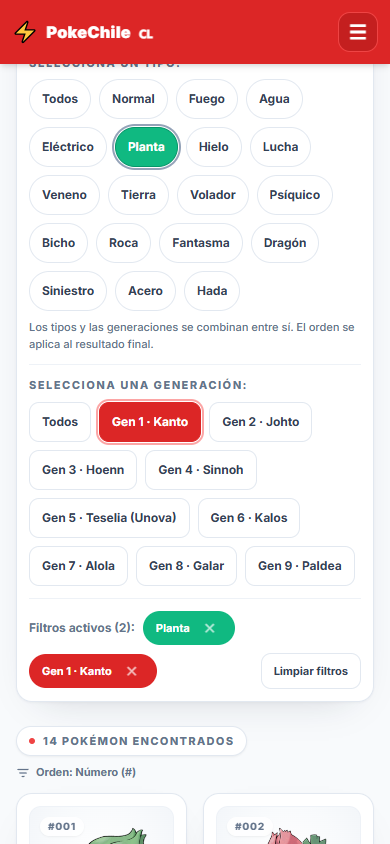 PokeChile CL
SELECCIONA UN TIPO:
Todos Normal Fuego Agua
Eléctrico Planta Hielo Lucha
Veneno Tierra Volador Psíquico
Bicho Roca Fantasma Dragón
Siniestro Acero Hada
Los tipos y las generaciones se combinan entre sí. El orden se
aplica al resultado final.
SELECCIONA UNA GENERACIÓN:
Todos Gen 1 · Kanto Gen 2 · Johto
Gen 3 · Hoenn Gen 4 · Sinnoh
Gen 5 · Teselia (Unova) Gen 6 · Kalos
Gen 7 · Alola Gen 8 · Galar Gen 9 · Paldea
Filtros activos (2): Planta ×
Gen 1 · Kanto × Limpiar filtros
14 POKÉMON ENCONTRADOS
Orden: Número (#)
#001 #002